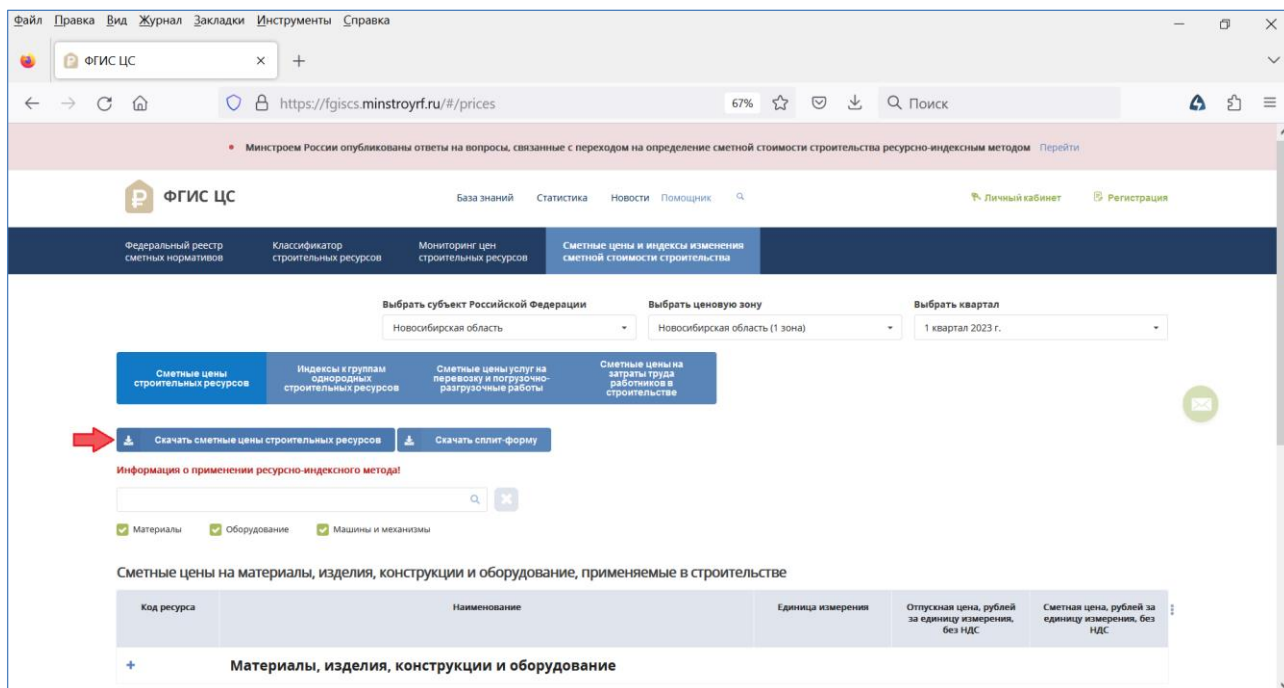 Файл Правка Вид Журнал Закладки Инструменты Справка
ФГИС ЦС
https://fgiscs.minstroyrf.ru/#/prices
67%
Поиск
Минстроем России опубликованы ответы на вопросы, связанные с переходом на определение сметной стоимости строительства ресурсно-индексным методом Перейти
ФГИС ЦС
База знаний Статистика Новости Помощник
Личный кабинет Регистрация
Федеральный реестр
сметных нормативов
Классификатор
строительных ресурсов
Мониторинг цен
строительных ресурсов
Сметные цены и индексы изменения
сметной стоимости строительства
Выбрать субъект Российской Федерации
Новосибирская область
Выбрать ценовую зону
Новосибирская область (1 зона)
Выбрать квартал
1 квартал 2023 г.
Сметные цены
строительных ресурсов
Индексы к группам
однородных
строительных ресурсов
Сметные цены услуг на
перевозку и погрузочно-
разгрузочные работы
Сметные цены на
затраты труда
работников в
строительстве
Скачать сметные цены строительных ресурсов
Скачать сплит-форму
Информация о применении ресурсно-индексного метода!
Материалы Оборудование Машины и механизмы
Сметные цены на материалы, изделия, конструкции и оборудование, применяемые в строительстве
Код ресурса
Наименование
Единица измерения
Отпускная цена, рублей
за единицу измерения,
без НДС
Сметная цена, рублей за
единицу измерения, без
НДС
+ Материалы, изделия, конструкции и оборудование